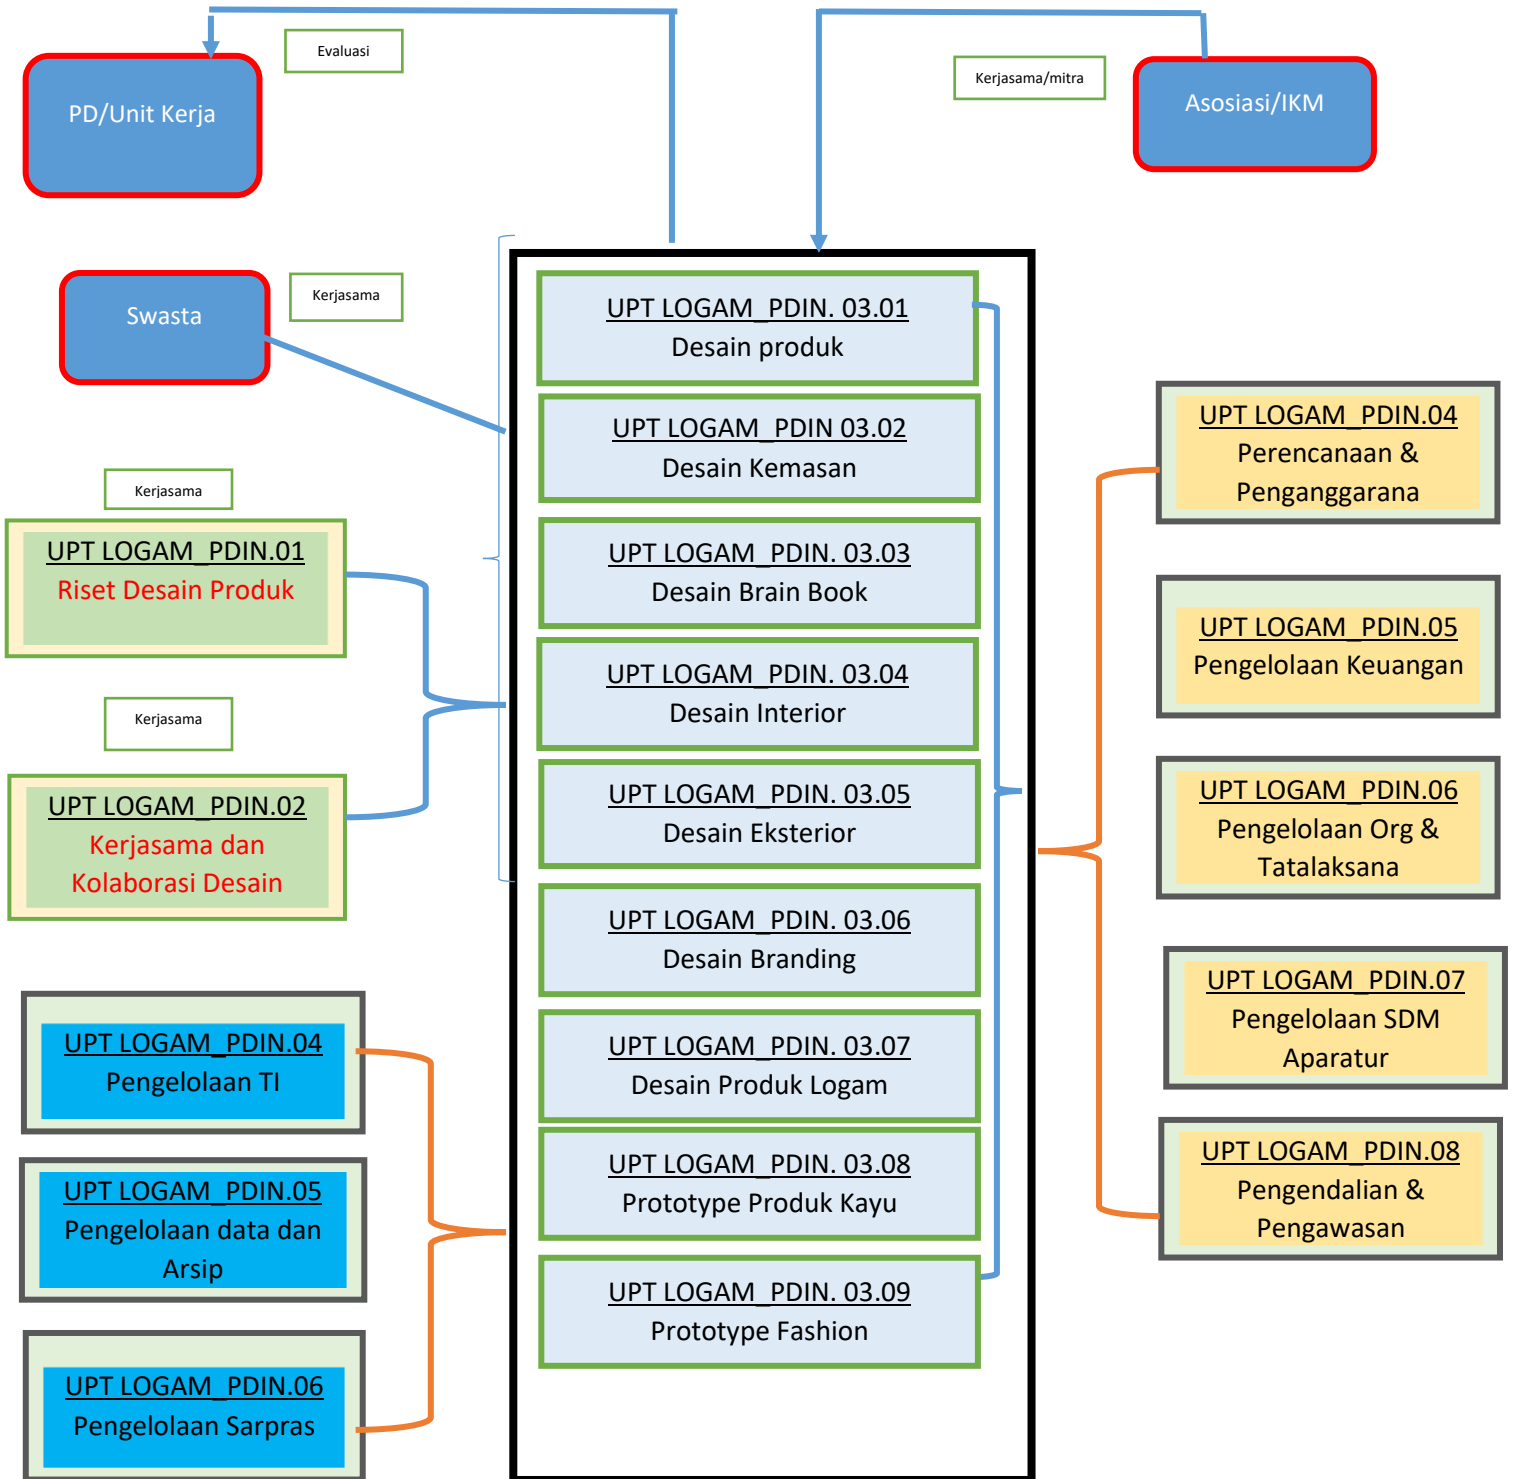 Evaluasi
PD/Unit Kerja
Kerjasama/mitra
Asosiasi/IKM
Swasta
Kerjasama
Kerjasama
UPT LOGAM_PDIN.01
Riset Desain Produk
Kerjasama
UPT LOGAM_PDIN.02
Kerjasama dan
Kolaborasi Desain
UPT LOGAM_PDIN.04
Pengelolaan TI
UPT LOGAM_PDIN.05
Pengelolaan data dan
Arsip
UPT LOGAM_PDIN.06
Pengelolaan Sarpras
UPT LOGAM_PDIN. 03.01
Desain produk
UPT LOGAM_PDIN 03.02
Desain Kemasan
UPT LOGAM_PDIN. 03.03
Desain Brain Book
UPT LOGAM_PDIN. 03.04
Desain Interior
UPT LOGAM_PDIN. 03.05
Desain Eksterior
UPT LOGAM_PDIN. 03.06
Desain Branding
UPT LOGAM_PDIN. 03.07
Desain Produk Logam
UPT LOGAM_PDIN. 03.08
Prototype Produk Kayu
UPT LOGAM_PDIN. 03.09
Prototype Fashion
UPT LOGAM_PDIN.04
Perencanaan &
Penganggarana
UPT LOGAM_PDIN.05
Pengelolaan Keuangan
UPT LOGAM_PDIN.06
Pengelolaan Org &
Tatalaksana
UPT LOGAM_PDIN.07
Pengelolaan SDM
Aparatur
UPT LOGAM_PDIN.08
Pengendalian &
Pengawasan